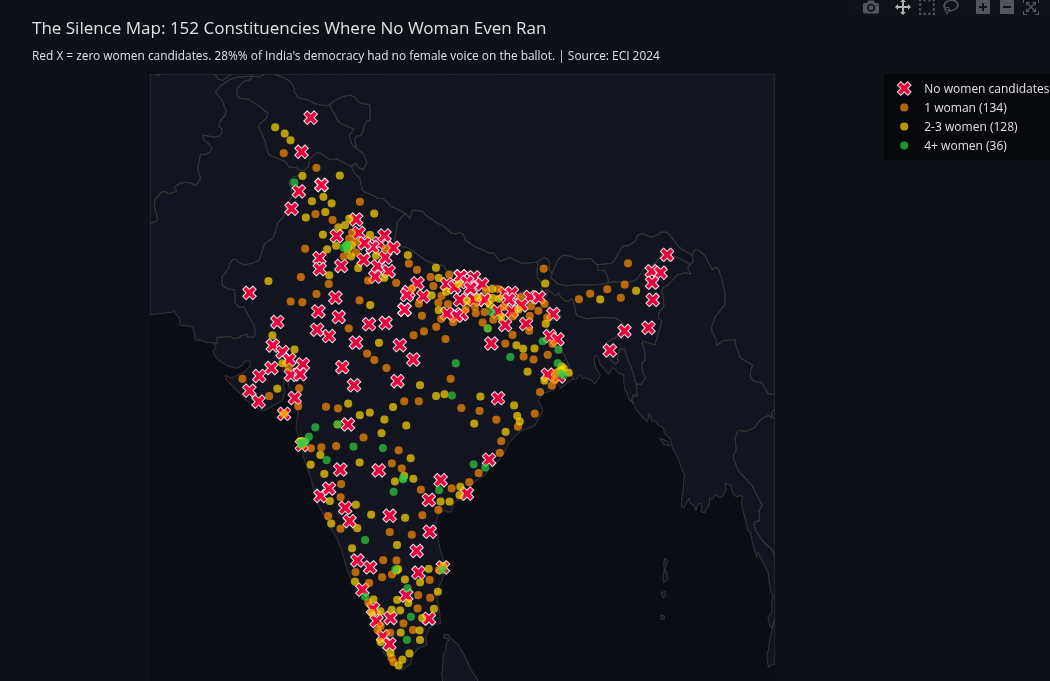 The Silence Map: 152 Constituencies Where No Woman Even Ran
Red X = zero women candidates. 28%% of India's democracy had no female voice on the ballot. | Source: ECI 2024
No women candidates
1 woman (134)
2-3 women (128)
4+ women (36)